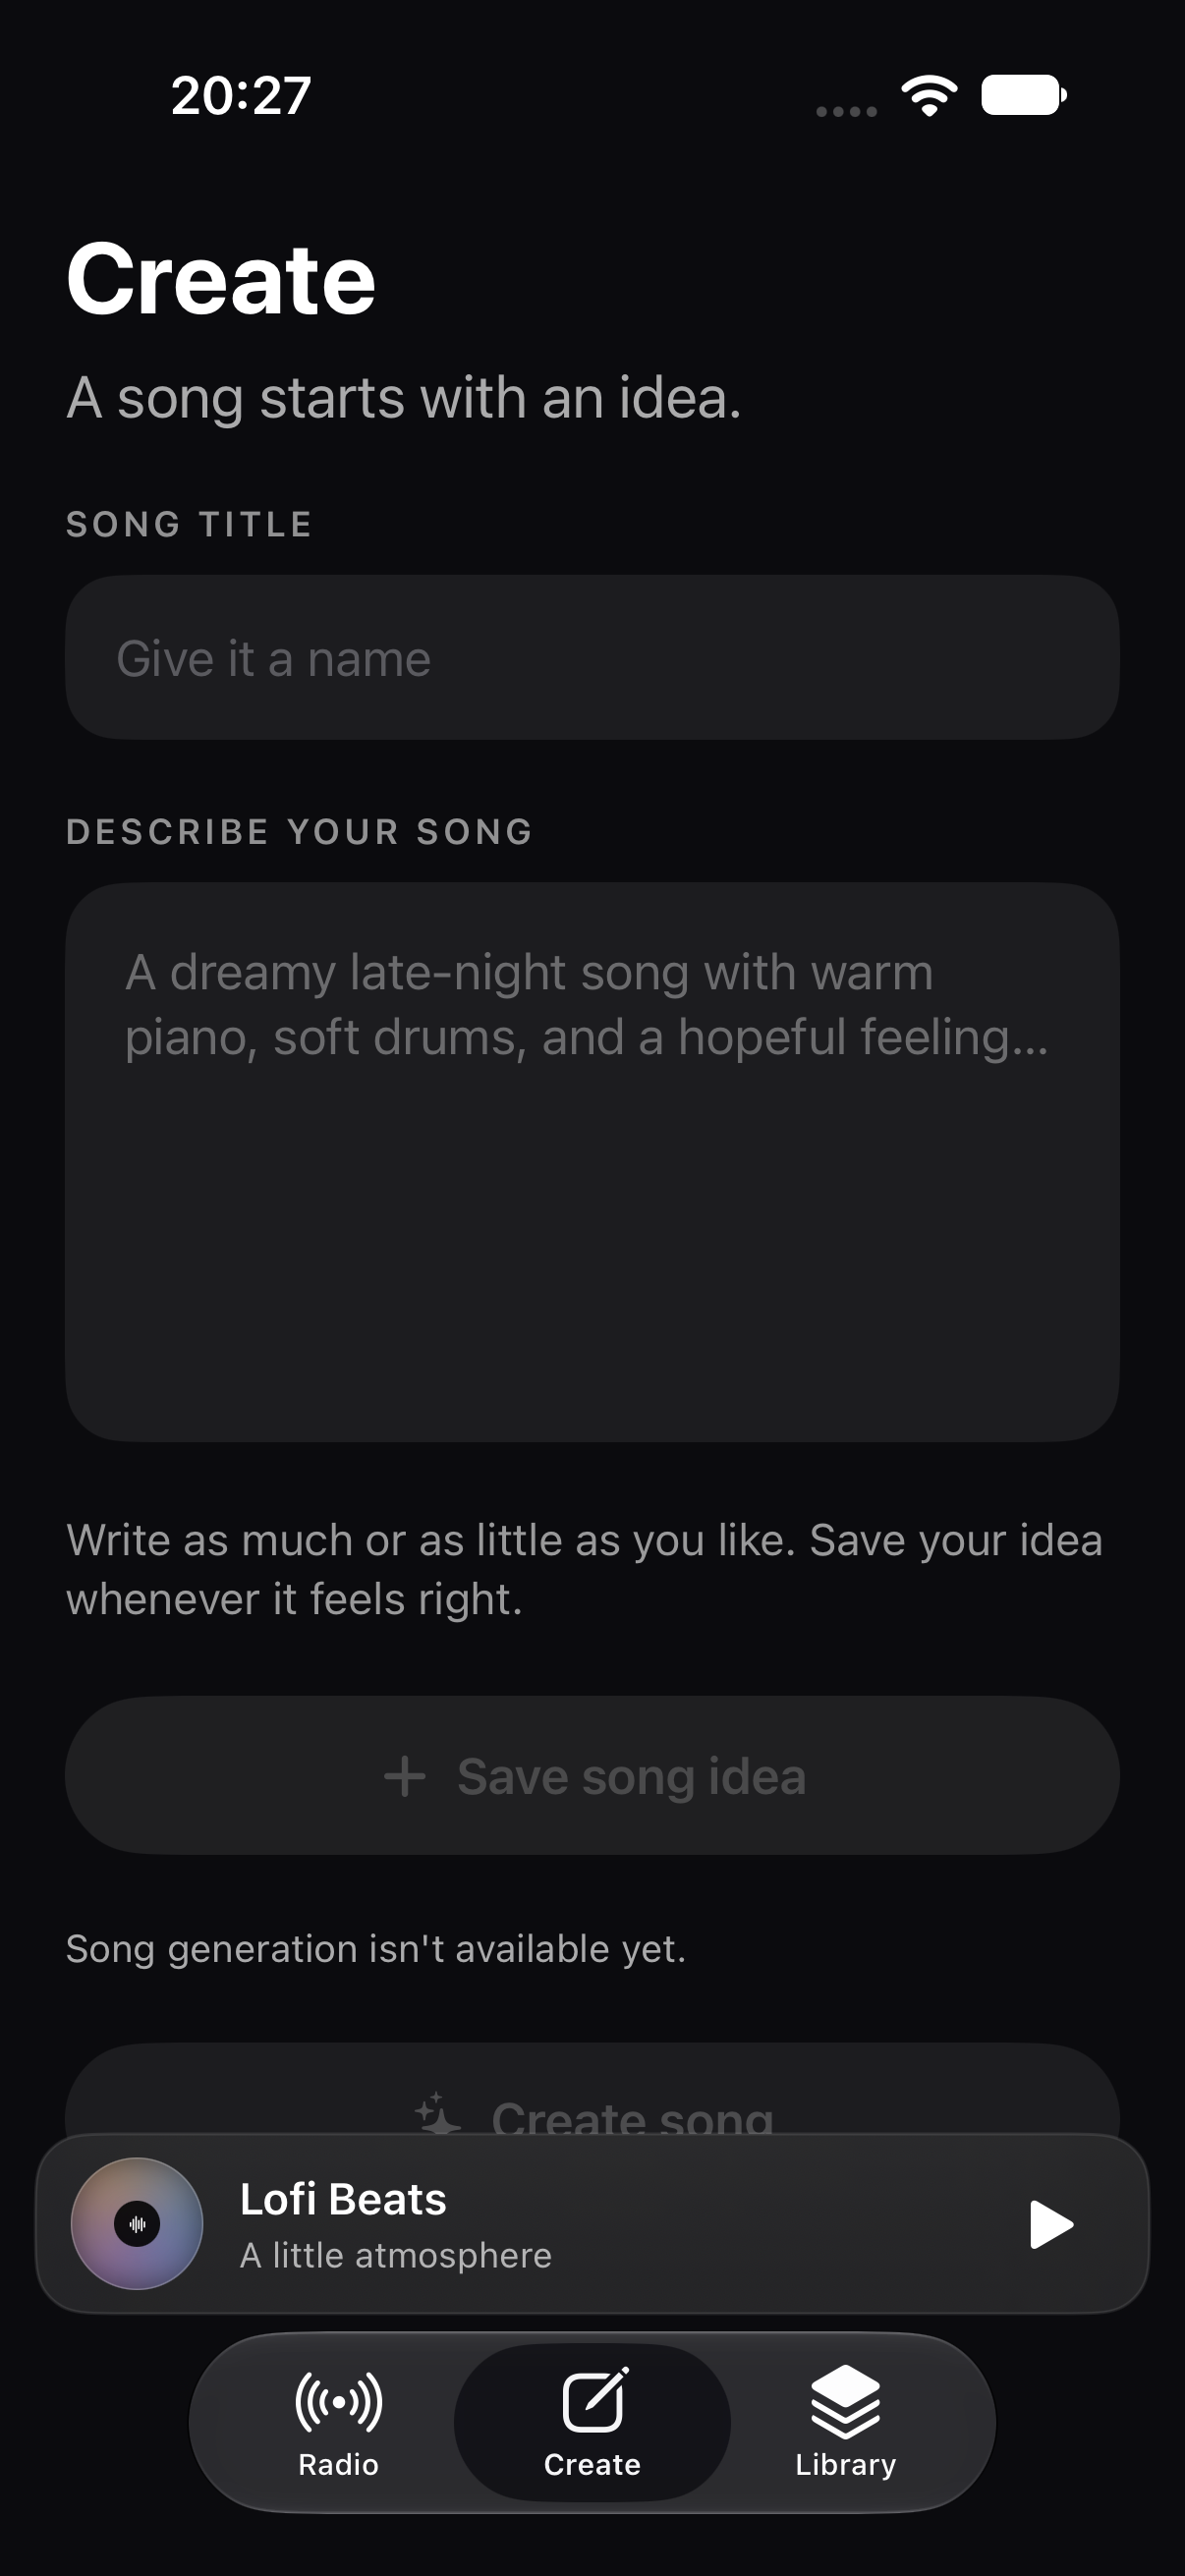 20:27
Create
A song starts with an idea.
SONG TITLE
Give it a name
DESCRIBE YOUR SONG
A dreamy late-night song with warm
piano, soft drums, and a hopeful feeling...
Write as much or as little as you like. Save your idea
whenever it feels right.
+ Save song idea
Song generation isn't available yet.
Create song
Lofi Beats
A little atmosphere
Radio
Create
Library